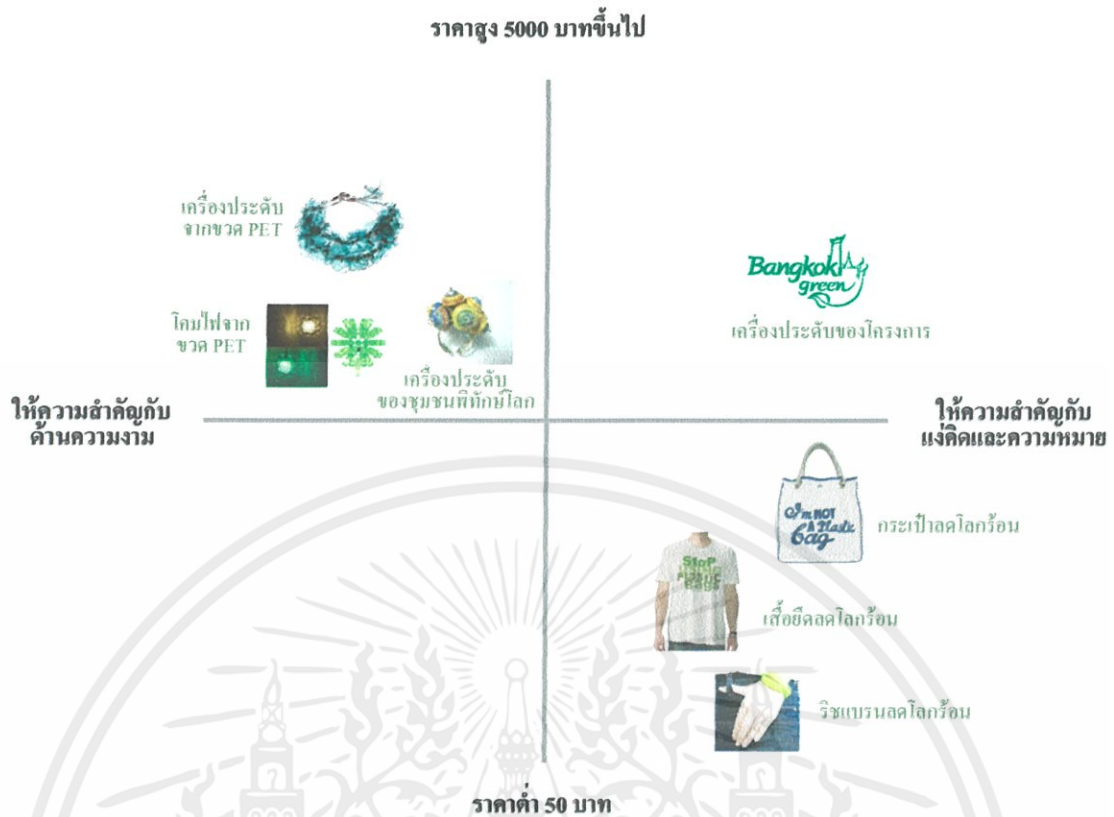 ราคาสูง 5000 บาทขึ้นไป
เครื่องประดับ
จากขวด PET
Bangkok
green
เครื่องประดับของโครงการ
โคมไฟจาก
ขวด PET
เครื่องประดับ
ของชุมชนพิทักษ์โลก
ให้ความสำคัญกับ
ด้านความงาม
ให้ความสำคัญกับ
แง่คิดและความหมาย
I'm NOT
A Plastic
bag
กระเป๋าลดโลกร้อน
StoP
PLASTIC
BAGS
เสื้อยืดลดโลกร้อน
ริชแบรนลดโลกร้อน
ราคาต่ำ 50 บาท